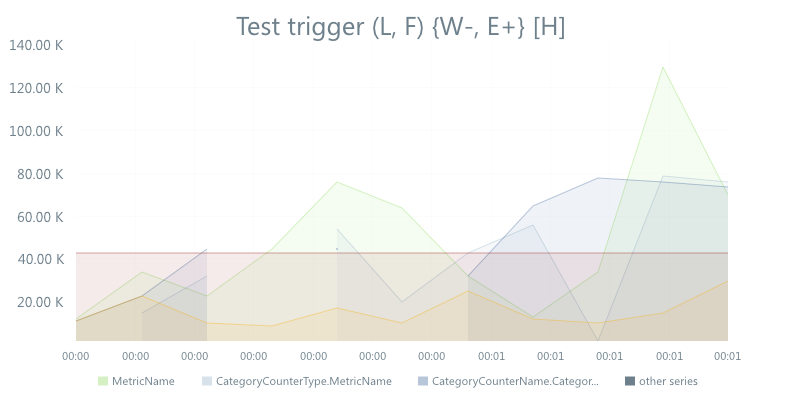 Test trigger (L, F) {W-, E+} [H]
140.00 K
120.00 K
100.00 K
80.00 K
60.00 K
40.00 K
20.00 K
00:00 00:00 00:00 00:00 00:00 00:00 00:00 00:01 00:01 00:01 00:01 00:01
MetricName CategoryCounterType.MetricName CategoryCounterName.Categor... other series